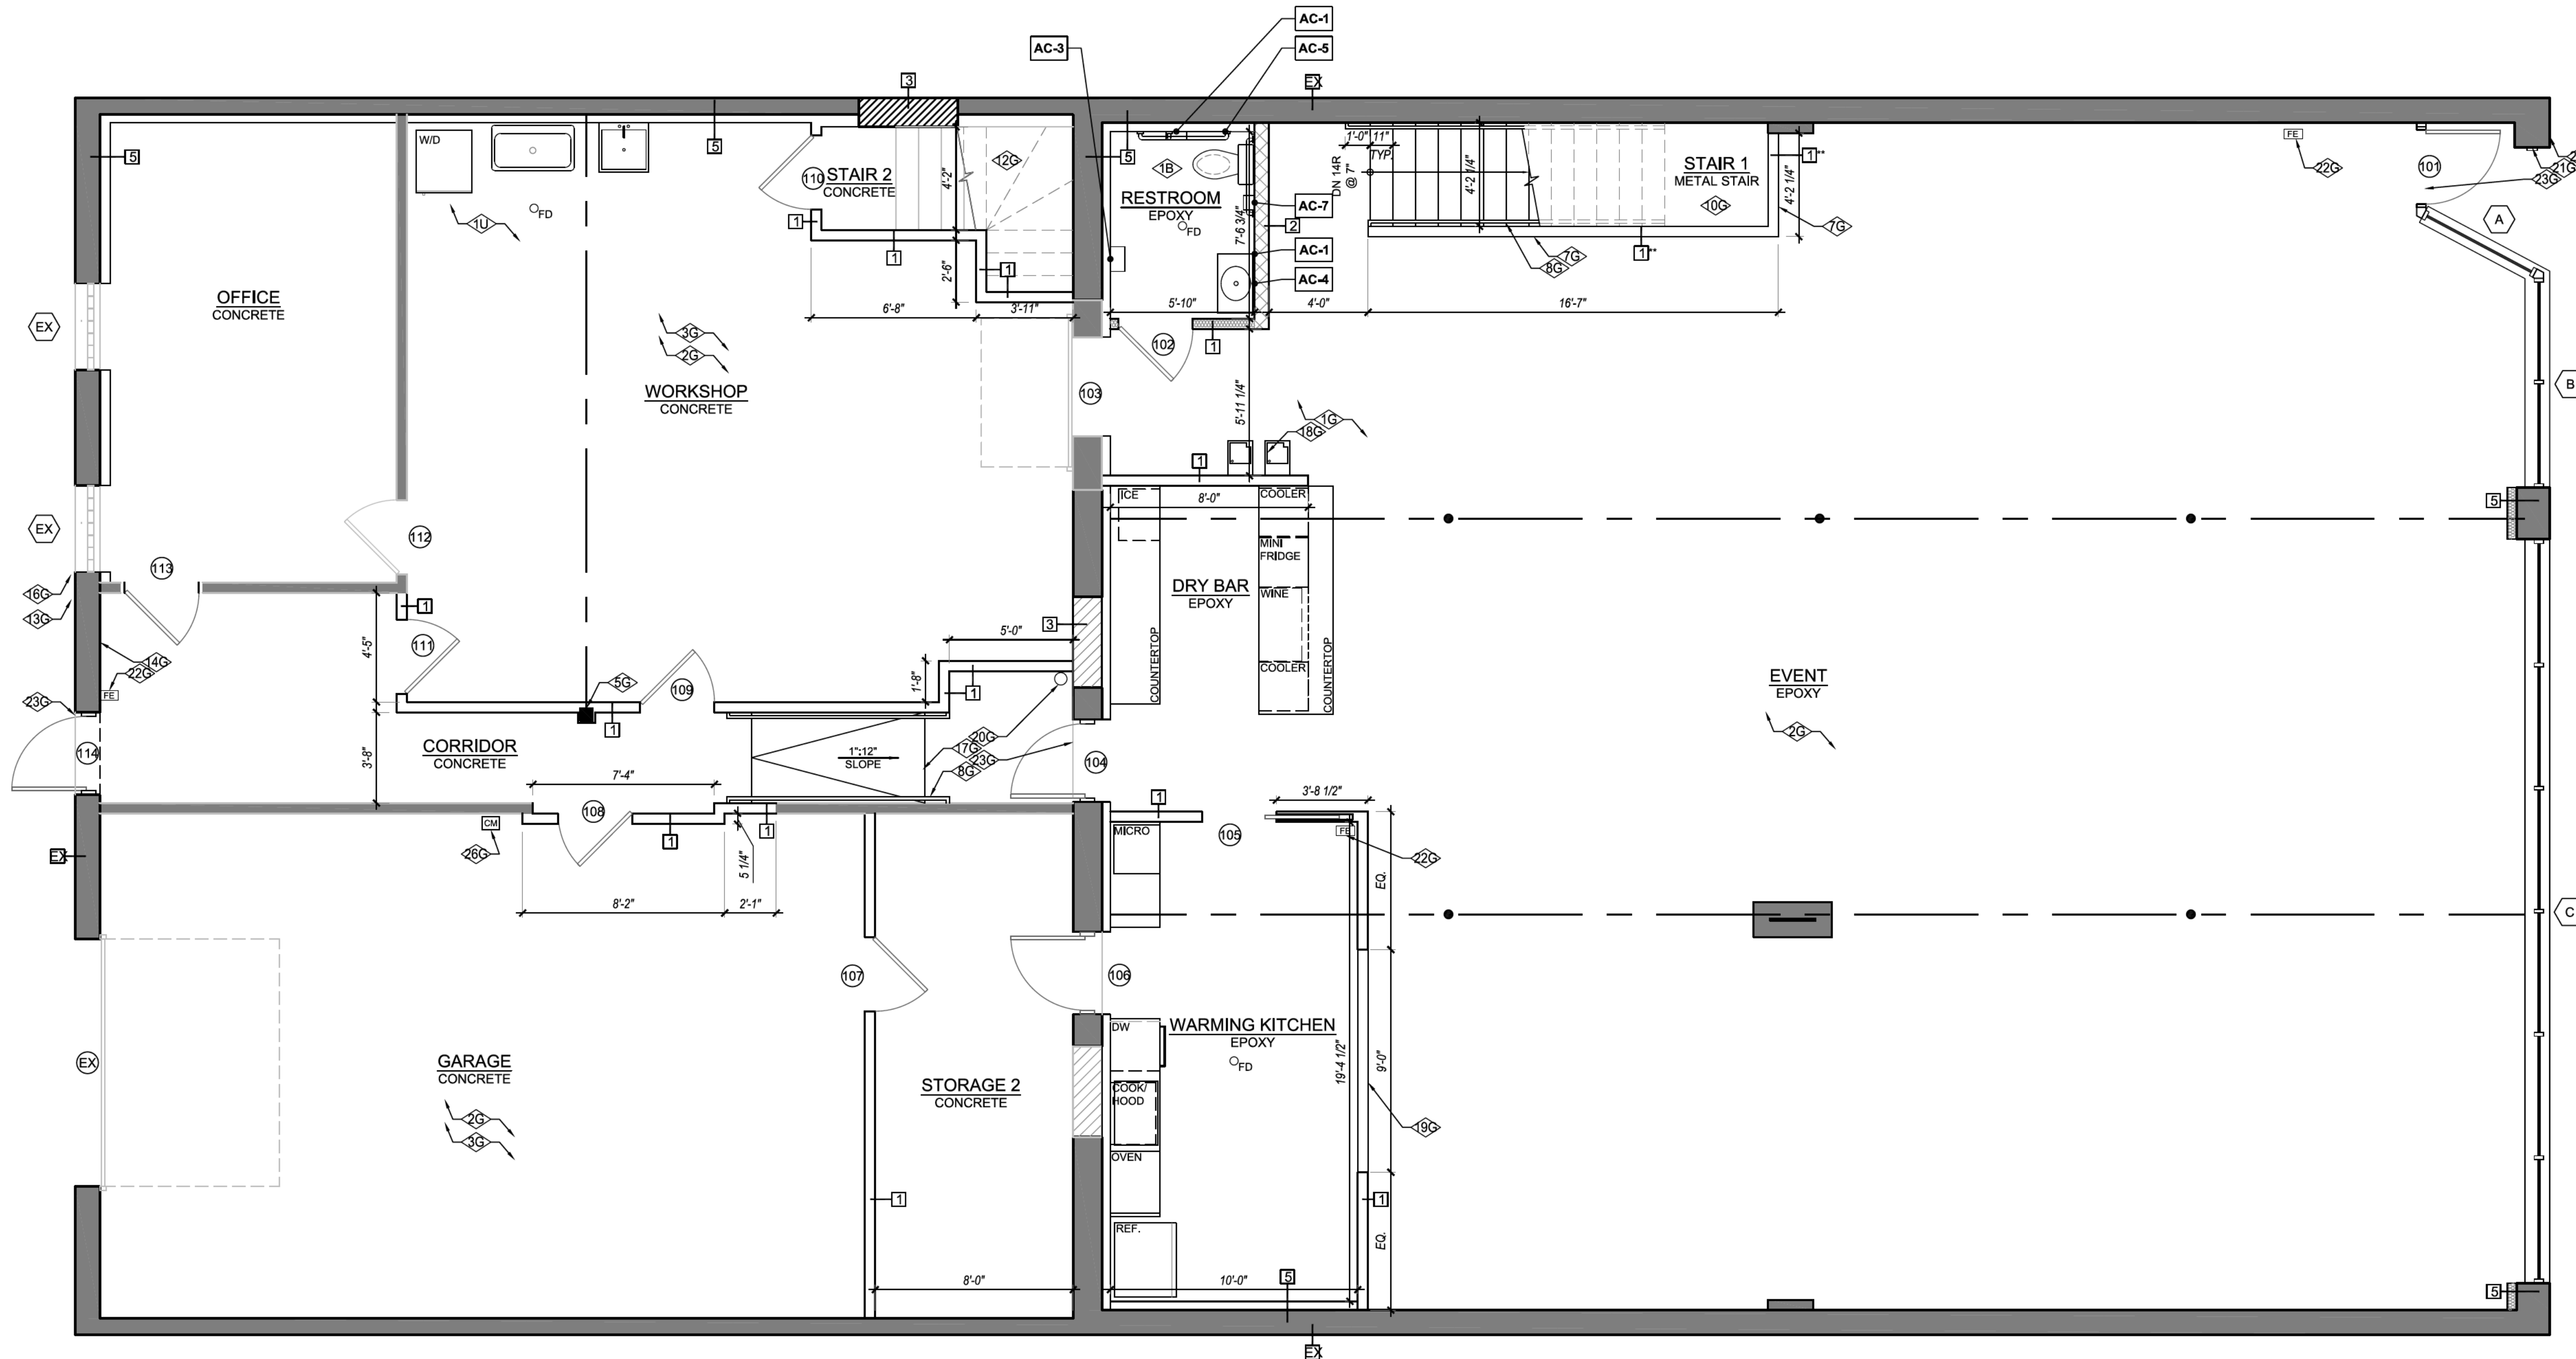 AC-1
AC-3
AC-5
3
EX
5
5
5
W/D
FD
1U
110
STAIR 2
CONCRETE
12G
4'-2"
1
1
1
2'-6"
6'-8"
3'-11"
1B
RESTROOM
EPOXY
FD
7'-6 3/4"
AC-7
2
AC-1
AC-4
5'-10"
4'-0"
16'-7"
1'-0"
11"
TYP.
DN 14R
@ 7"
4'-2 1/4"
STAIR 1
METAL STAIR
10G
1**
4'-2 1/4"
7G
1**
7G
8G
FE
22G
101
21G
23G
A
OFFICE
CONCRETE
EX
3G
2G
WORKSHOP
CONCRETE
103
102
1
5'-11 1/4"
1G
18G
B
1
ICE
8'-0"
COOLER
MINI
FRIDGE
DRY BAR
EPOXY
WINE
COOLER
COUNTERTOP
COUNTERTOP
5
EX
112
113
16G
13G
14G
22G
FE
23G
114
1
111
4'-5"
3'-8"
3
5'-0"
1'-8"
1
5G
109
1
CORRIDOR
CONCRETE
1":12"
SLOPE
20G
17G
23G
8G
104
EVENT
EPOXY
2G
7'-4"
108
CM
26G
1
1
5 1/4"
8'-2"
2'-1"
EX
1
MICRO
105
3'-8 1/2"
FE
22G
EQ.
C
107
106
EX
GARAGE
CONCRETE
2G
3G
STORAGE 2
CONCRETE
DW
WARMING KITCHEN
EPOXY
FD
COOK/
HOOD
OVEN
REF.
19'-4 1/2"
9'-0"
19G
1
1
EQ.
8'-0"
10'-0"
5
5
EX